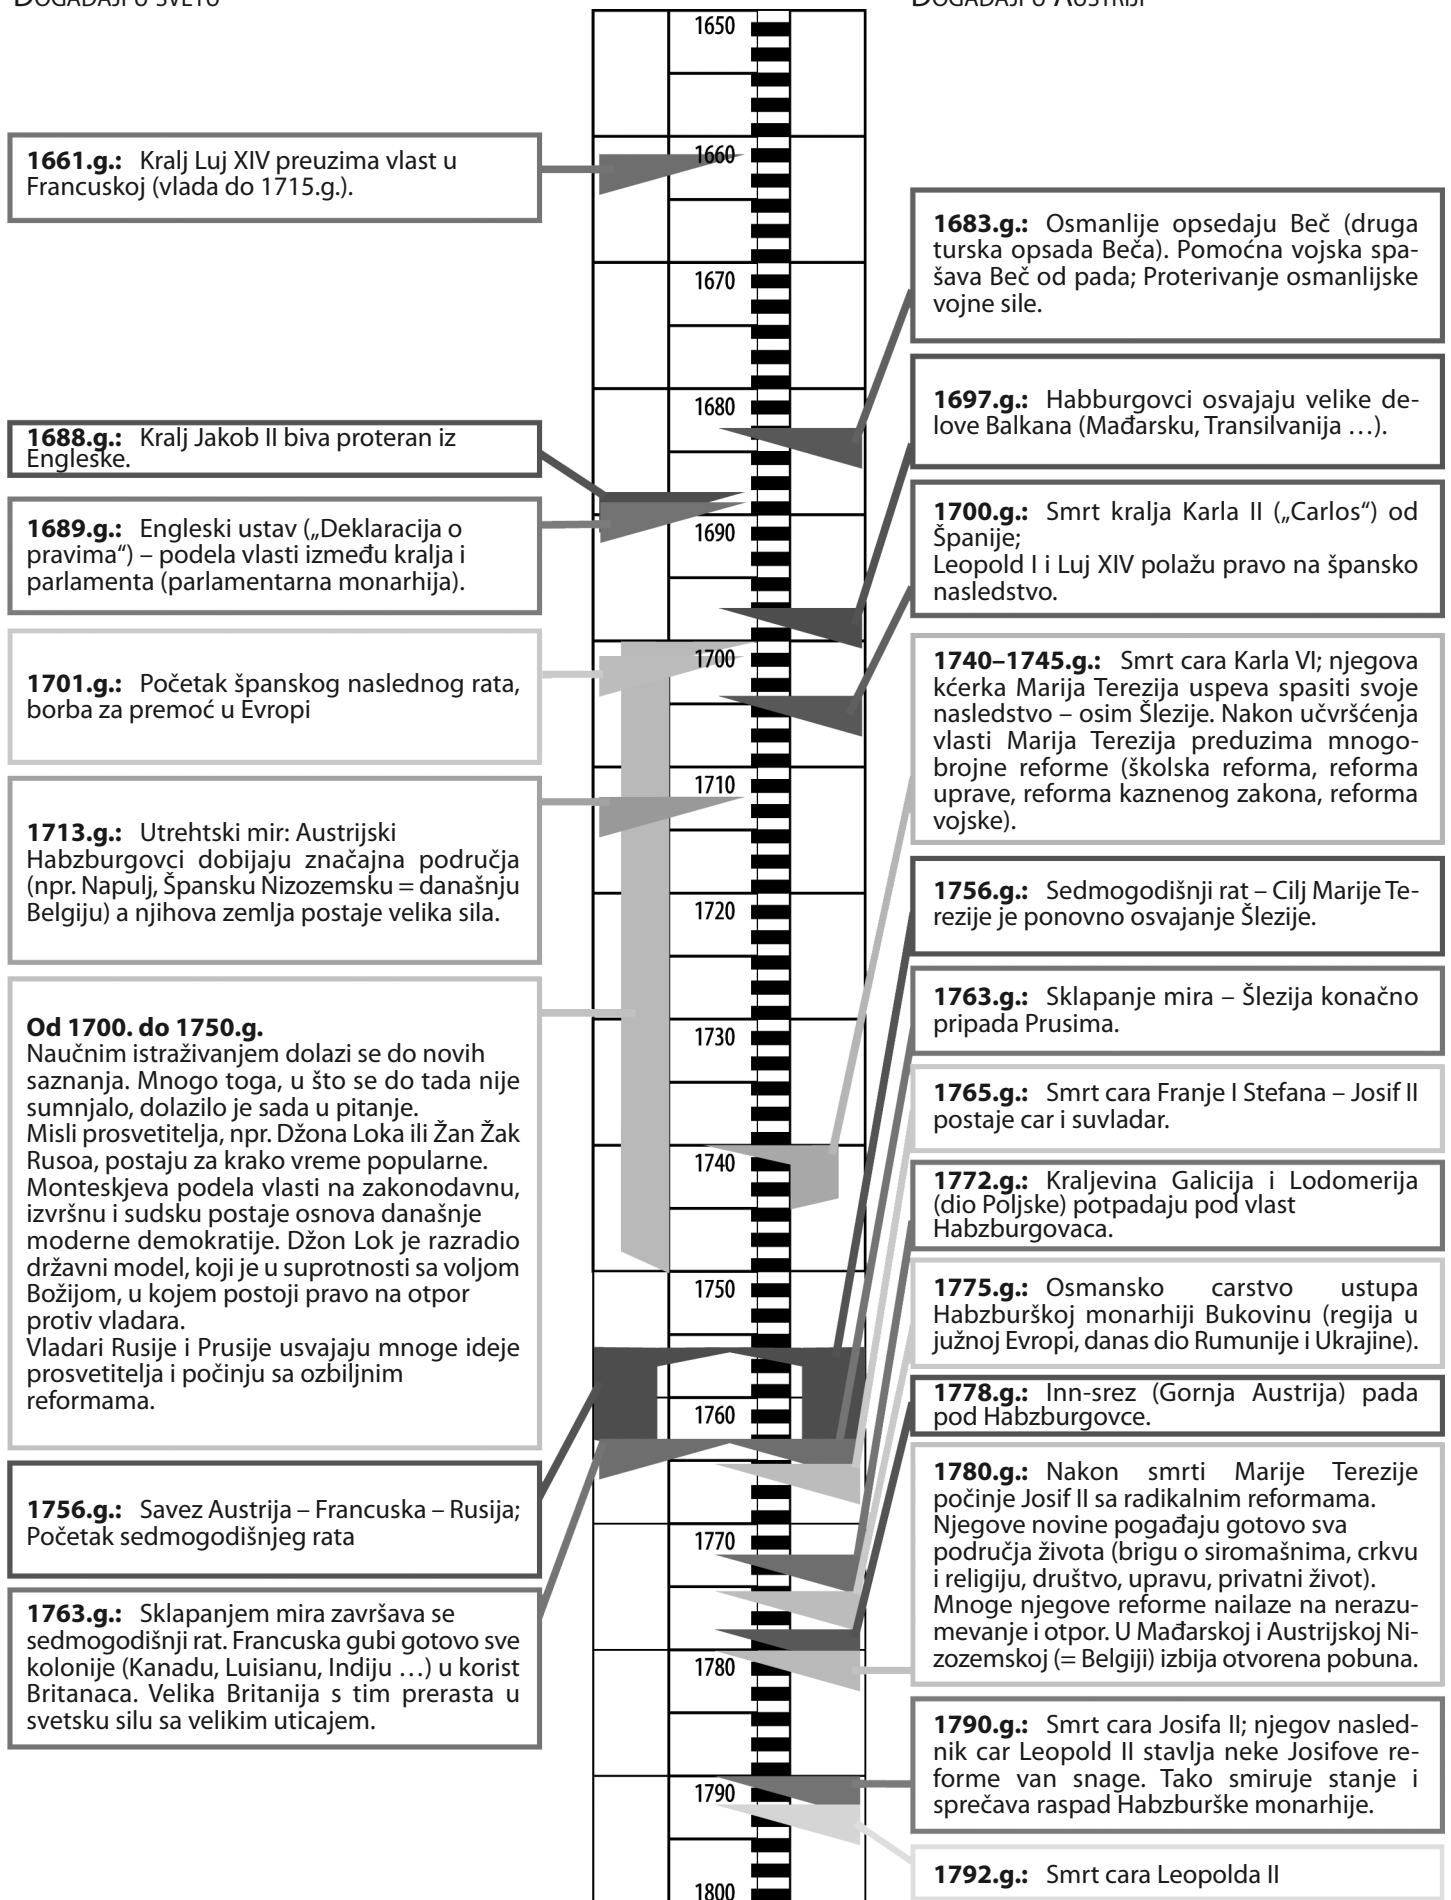 DOGAĐAJI U SVETU
1661.g.: Kralj Luj XIV preuzima vlast u
Francuskoj (vlada do 1715.g.).
1688.g.: Kralj Jakob II biva proteran iz
Engleske.
1689.g.: Engleski ustav („Deklaracija o
pravima“) – podela vlasti između kralja i
parlamenta (parlamentarna monarhija).
1701.g.: Početak španskog naslednog rata,
borba za premoć u Evropi
1713.g.: Utrehtski mir: Austrijski
Habzburgovci dobijaju značajna područja
(npr. Napulj, Špansku Nizozemsku = današnju
Belgiju) a njihova zemlja postaje velika sila.
Od 1700. do 1750.g.
Naučnim istraživanjem dolazi se do novih
saznanja. Mnogo toga, u što se do tada nije
sumnjalo, dolazilo je sada u pitanje.
Misli prosvetitelja, npr. Džona Loka ili Žan Žak
Rusoa, postaju za krako vreme popularne.
Monteskjeva podela vlasti na zakonodavnu,
izvršnu i sudsku postaje osnova današnje
moderne demokratije. Džon Lok je razradio
državni model, koji je u suprotnosti sa voljom
Božijom, u kojem postoji pravo na otpor
protiv vladara.
Vladari Rusije i Prusije usvajaju mnoge ideje
prosvetitelja i počinju sa ozbiljnim
reformama.
1756.g.: Savez Austrija – Francuska – Rusija;
Početak sedmogodišnjeg rata
1763.g.: Sklapanjem mira završava se
sedmogodišnji rat. Francuska gubi gotovo sve
kolonije (Kanadu, Luisianu, Indiju …) u korist
Britanaca. Velika Britanija s tim prerasta u
svetsku silu sa velikim uticajem.
1650
1660
1670
1680
1690
1700
1710
1720
1730
1740
1750
1760
1770
1780
1790
1800
DOGAĐAJI U AUSTRIJI
1683.g.: Osmanlije opsedaju Beč (druga
turska opsada Beča). Pomoćna vojska spa-
šava Beč od pada; Proterivanje osmanlijske
vojne sile.
1697.g.: Habburgovci osvajaju velike de-
love Balkana (Mađarsku, Transilvanija …).
1700.g.: Smrt kralja Karla II („Carlos“) od
Španije;
Leopold I i Luj XIV polažu pravo na špansko
nasledstvo.
1740–1745.g.: Smrt cara Karla VI; njegova
kćerka Marija Terezija uspeva spasiti svoje
nasledstvo – osim Šlezije. Nakon učvršćenja
vlasti Marija Terezija preduzima mnogo-
brojne reforme (školska reforma, reforma
uprave, reforma kaznenog zakona, reforma
vojske).
1756.g.: Sedmogodišnji rat – Cilj Marije Te-
rezije je ponovno osvajanje Šlezije.
1763.g.: Sklapanje mira – Šlezija konačno
pripada Prusima.
1765.g.: Smrt cara Franje I Stefana – Josif II
postaje car i suvladar.
1772.g.: Kraljevina Galicija i Lodomerija
(dio Poljske) potpadaju pod vlast
Habzburgovaca.
1775.g.: Osmansko carstvo ustupa
Habzburškoj monarhiji Bukovinu (regija u
južnoj Evropi, danas dio Rumunije i Ukrajine).
1778.g.: Inn-srez (Gornja Austrija) pada
pod Habzburgovce.
1780.g.: Nakon smrti Marije Terezije
počinje Josif II sa radikalnim reformama.
Njegove novine pogađaju gotovo sva
područja života (brigu o siromašnima, crkvu
i religiju, društvo, upravu, privatni život).
Mnoge njegove reforme nailaze na nerazu-
mevanje i otpor. U Mađarskoj i Austrijskoj Ni-
zozemskoj (= Belgiji) izbija otvorena pobuna.
1790.g.: Smrt cara Josifa II; njegov nasled-
nik car Leopold II stavlja neke Josifove re-
forme van snage. Tako smiruje stanje i
sprečava raspad Habzburške monarhije.
1792.g.: Smrt cara Leopolda II